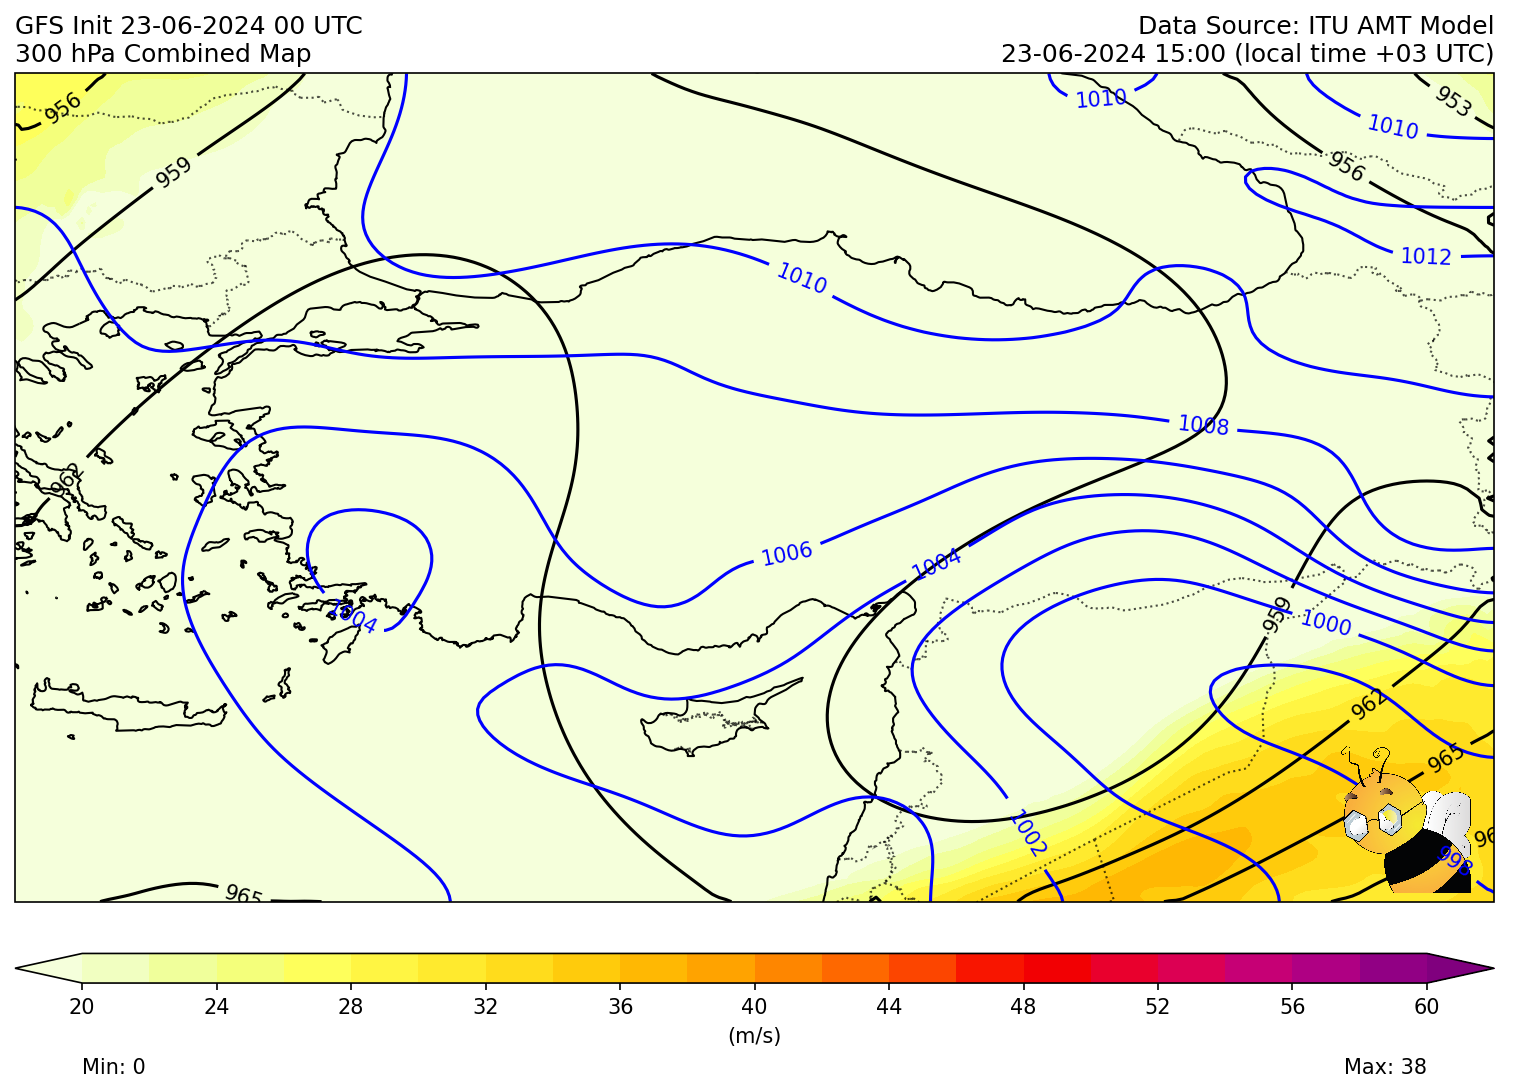 GFS Init 23-06-2024 00 UTC
Data Source: ITU AMT Model
300 hPa Combined Map
23-06-2024 15:00 (local time +03 UTC)
956
1010
953
1010
959
956
1012
1010
1008
962
1006
1004
1004
959
1000
962
965
1002
998
965
20 24 28 32 36 40 44 48 52 56 60
(m/s)
Min: 0
Max: 38